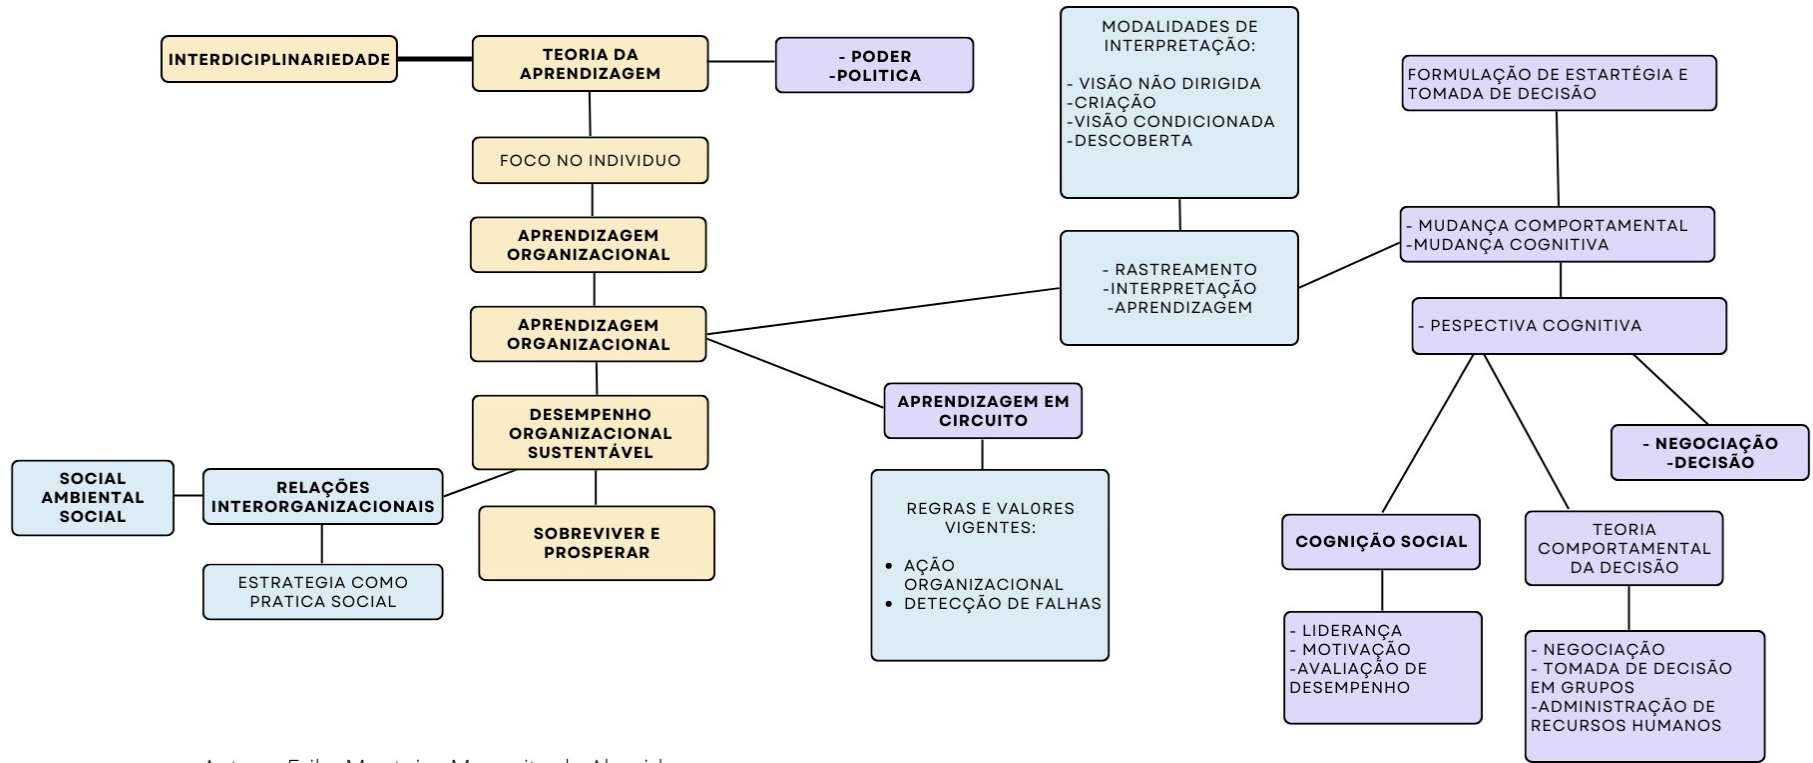 INTERDICIPLINARIEDADE
TEORIA DA
APRENDIZAGEM
- PODER
-POLITICA
FOCO NO INDIVIDUO
APRENDIZAGEM
ORGANIZACIONAL
APRENDIZAGEM
ORGANIZACIONAL
DESEMPENHO
ORGANIZACIONAL
SUSTENTÁVEL
SOBREVIVER E
PROSPERAR
SOCIAL
AMBIENTAL
SOCIAL
RELAÇÕES
INTERORGANIZACIONAIS
ESTRATEGIA COMO
PRATICA SOCIAL
MODALIDADES DE
INTERPRETAÇÃO:
- VISÃO NÃO DIRIGIDA
-CRIAÇÃO
-VISÃO CONDICIONADA
-DESCOBERTA
- RASTREAMENTO
-INTERPRETAÇÃO
-APRENDIZAGEM
APRENDIZAGEM EM
CIRCUITO
REGRAS E VALORES
VIGENTES:
• AÇÃO
ORGANIZACIONAL
• DETECÇÃO DE FALHAS
FORMULAÇÃO DE ESTARTÉGIA E
TOMADA DE DECISÃO
- MUDANÇA COMPORTAMENTAL
-MUDANÇA COGNITIVA
- PESPECTIVA COGNITIVA
- NEGOCIAÇÃO
-DECISÃO
COGNIÇÃO SOCIAL
TEORIA
COMPORTAMENTAL
DA DECISÃO
- LIDERANÇA
- MOTIVAÇÃO
-AVALIAÇÃO DE
DESEMPENHO
- NEGOCIAÇÃO
- TOMADA DE DECISÃO
EM GRUPOS
-ADMINISTRAÇÃO DE
RECURSOS HUMANOS